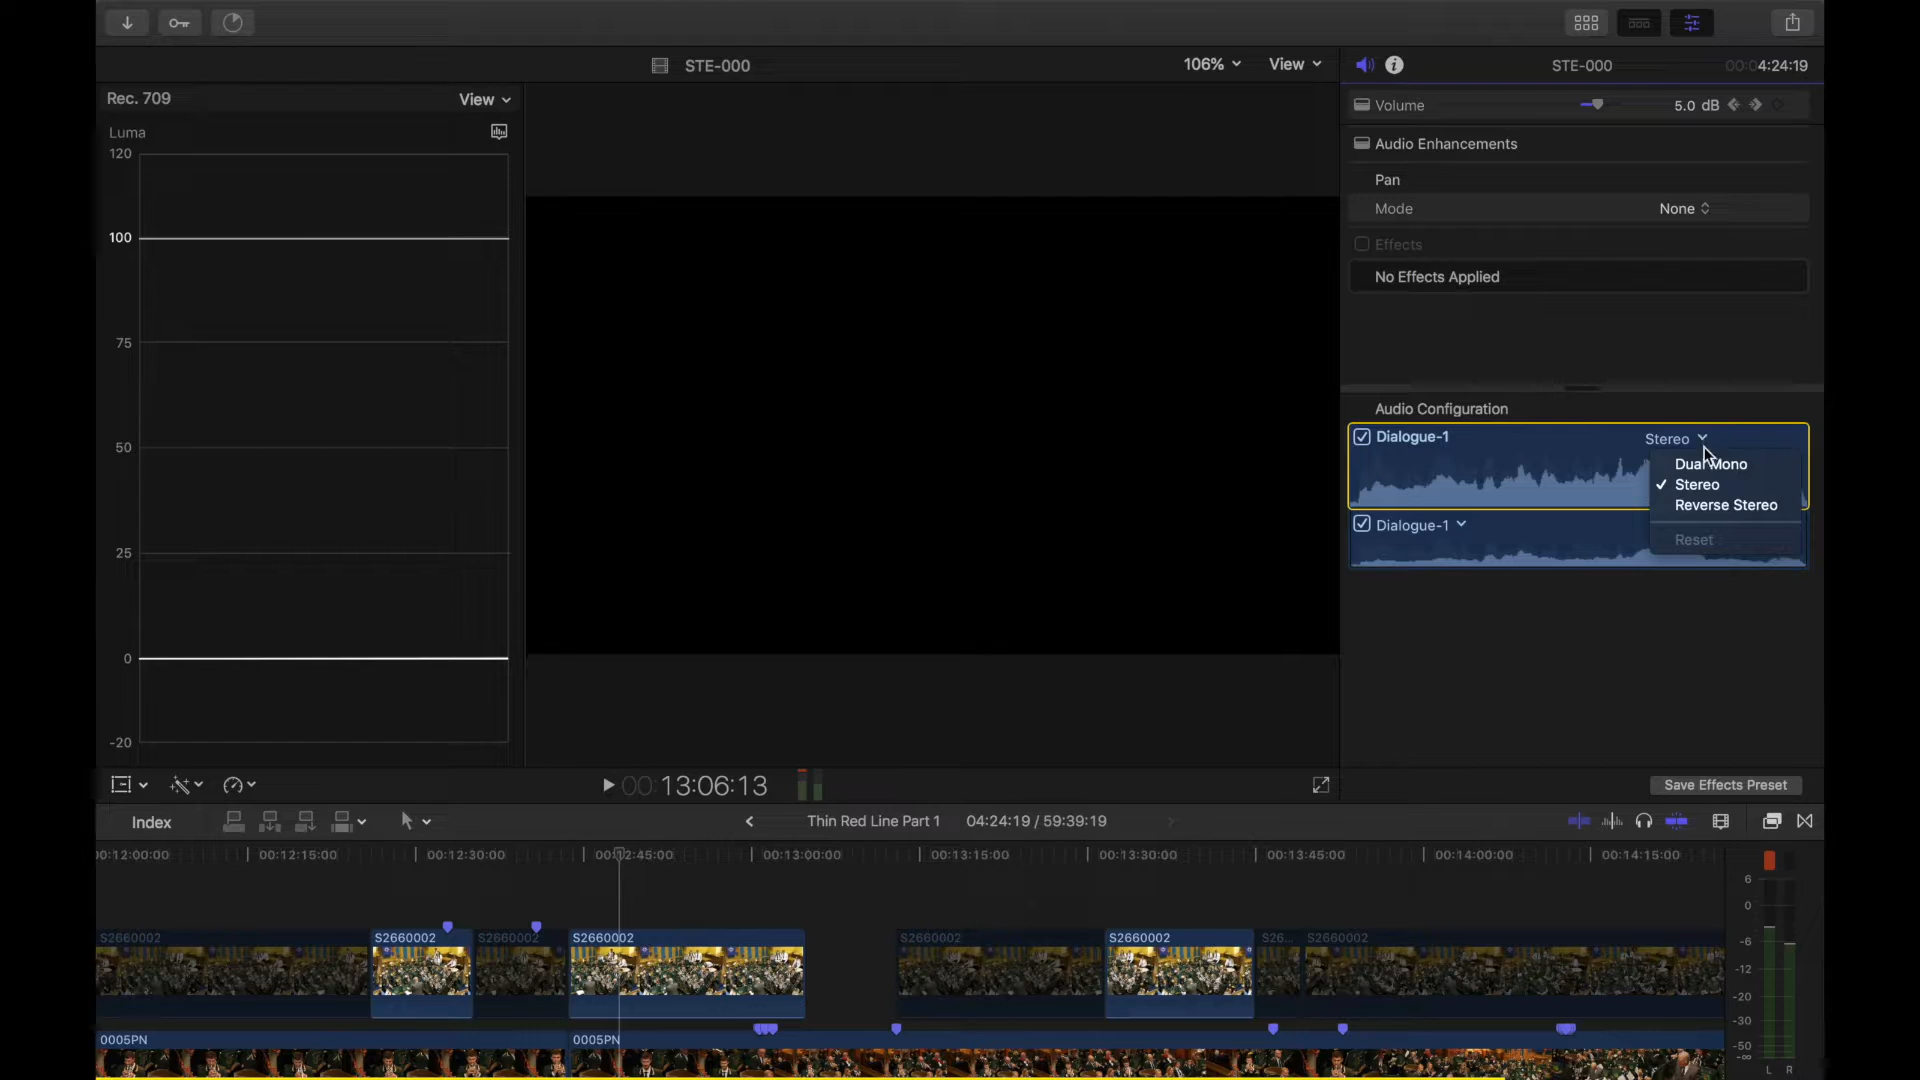 STE-000
106%
View
STE-000
00:04:24:19
Rec. 709
View
Volume
5.0 dB
Luma
Audio Enhancements
120
100
75
50
25
0
-20
Pan
Mode
None
Effects
No Effects Applied
Audio Configuration
Dialogue-1
Stereo
Dual Mono
Stereo
Reverse Stereo
Dialogue-1
Reset
00:13:06:13
Save Effects Preset
Index
Thin Red Line Part 1
04:24:19 / 59:39:19
00:12:00:00
00:12:15:00
00:12:30:00
00:12:45:00
00:13:00:00
00:13:15:00
00:13:30:00
00:13:45:00
00:14:00:00
00:14:15:00
6
0
-6
-12
-20
-30
-50
-∞
L R
S2660002
S2660002
S2660002
S2660002
S2660002
S2660002
S26...
S2660002
0005PN
0005PN